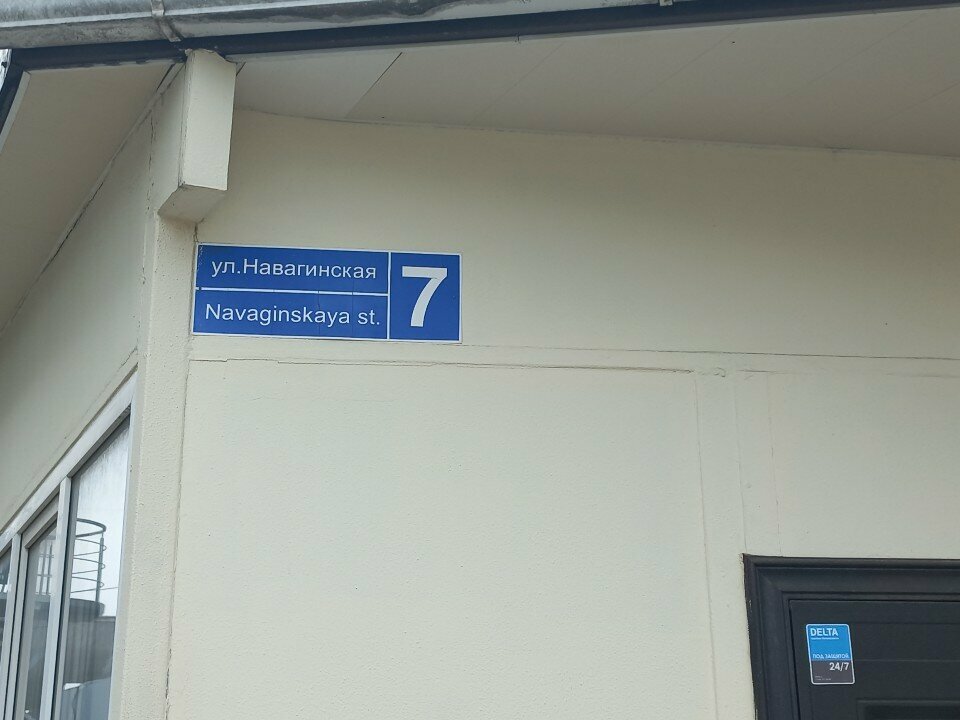 ул.Навагинская
Navaginskaya st.
7
DELTA
ПОД ЗАЩИТОЙ
24/7